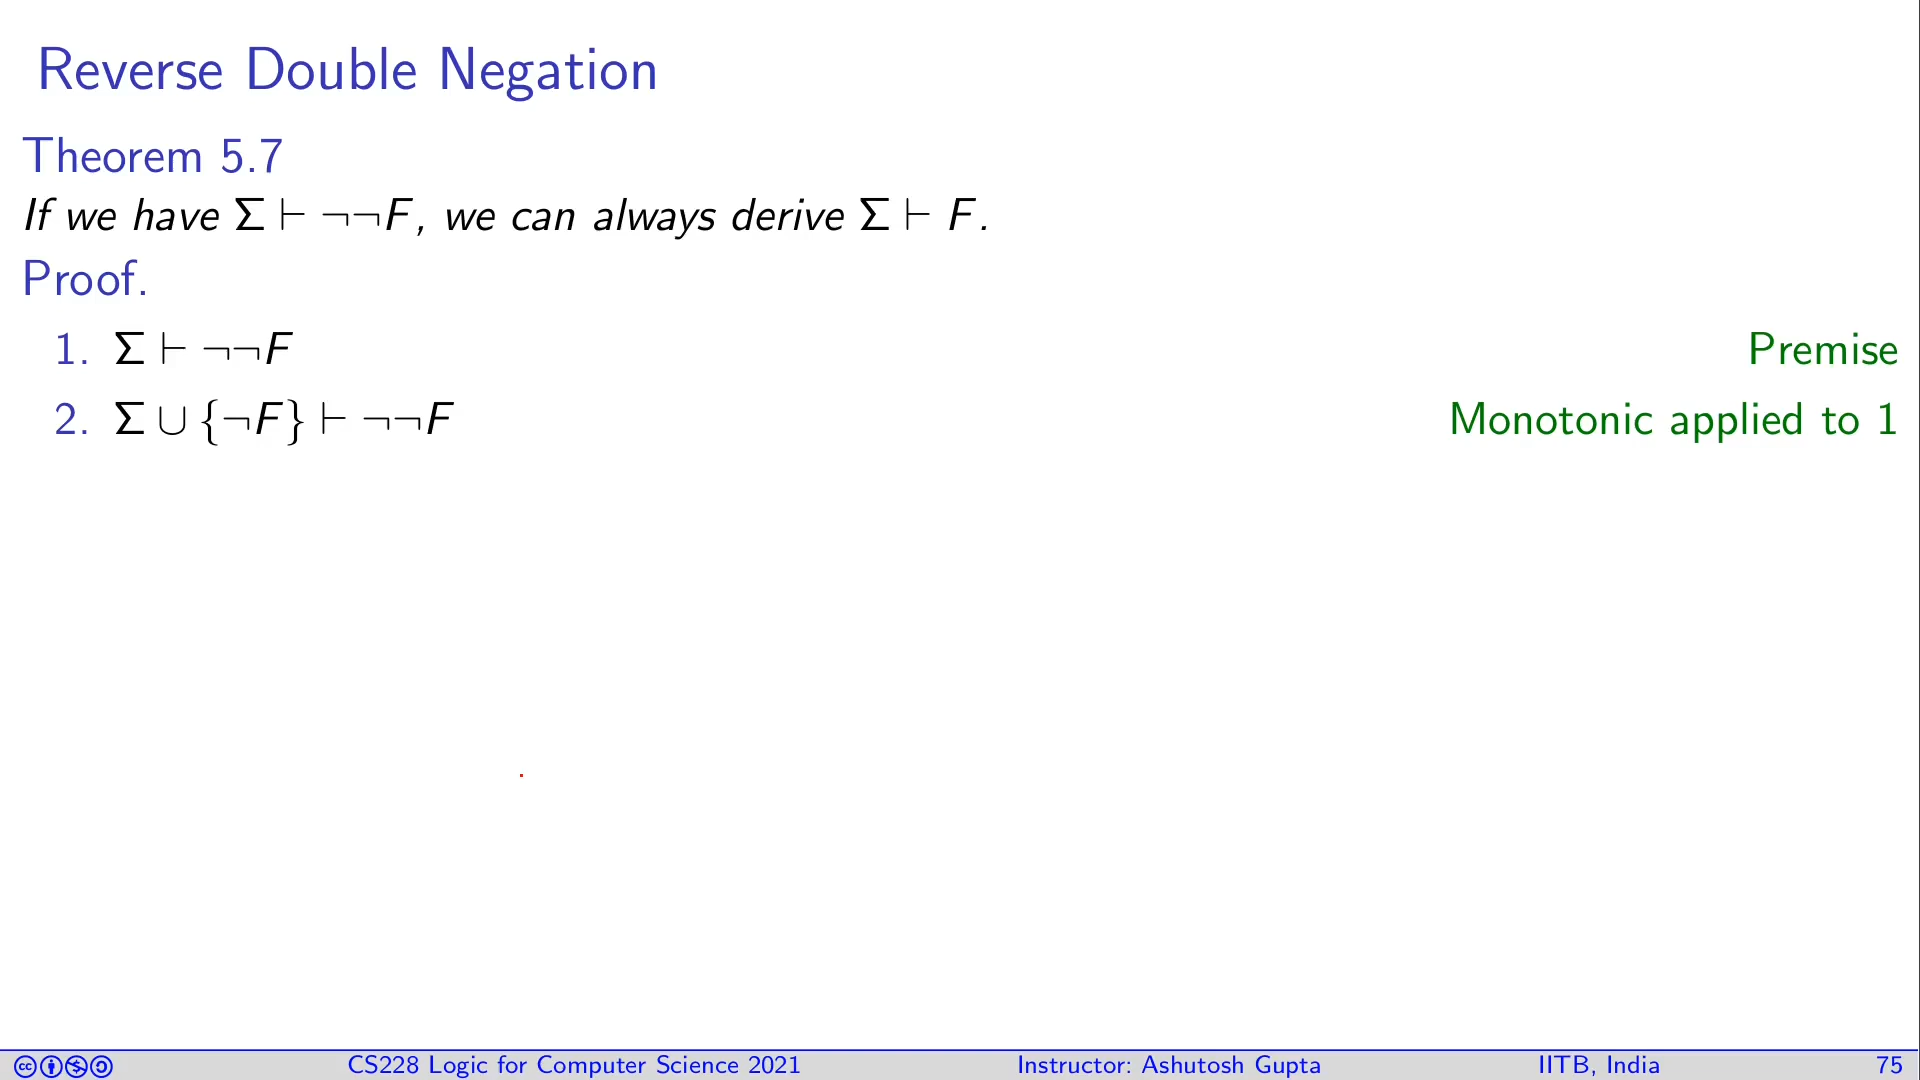 Reverse Double Negation
Theorem 5.7
If we have Σ ⊢ ¬¬F, we can always derive Σ ⊢ F.
Proof.
1. Σ ⊢ ¬¬F Premise
2. Σ ∪ {¬F} ⊢ ¬¬F Monotonic applied to 1
CS228 Logic for Computer Science 2021 Instructor: Ashutosh Gupta IITB, India 75